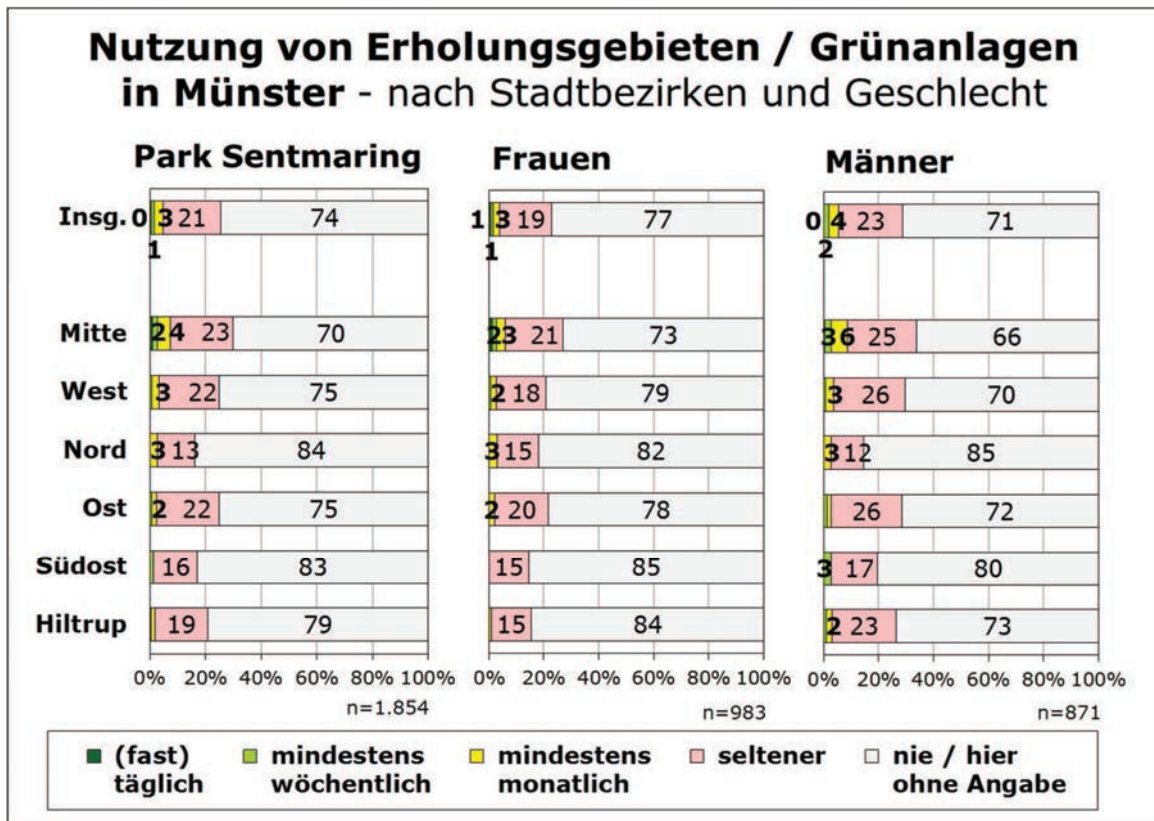 Nutzung von Erholungsgebieten / Grünanlagen
in Münster - nach Stadtbezirken und Geschlecht
Park Sentmaring Frauen Männer
Insg. 0 3 21 74 1 3 19 77 0 4 23 71
1 1 2
Mitte 2 4 23 70 2 3 21 73 3 6 25 66
West 3 22 75 2 18 79 3 26 70
Nord 3 13 84 3 15 82 3 12 85
Ost 2 22 75 2 20 78 26 72
Südost 16 83 15 85 3 17 80
Hiltrup 19 79 15 84 2 23 73
0% 20% 40% 60% 80% 100% 0% 20% 40% 60% 80% 100% 0% 20% 40% 60% 80% 100%
n=1.854 n=983 n=871
(fast) mindestens mindestens seltener nie / hier
täglich wöchentlich monatlich ohne Angabe